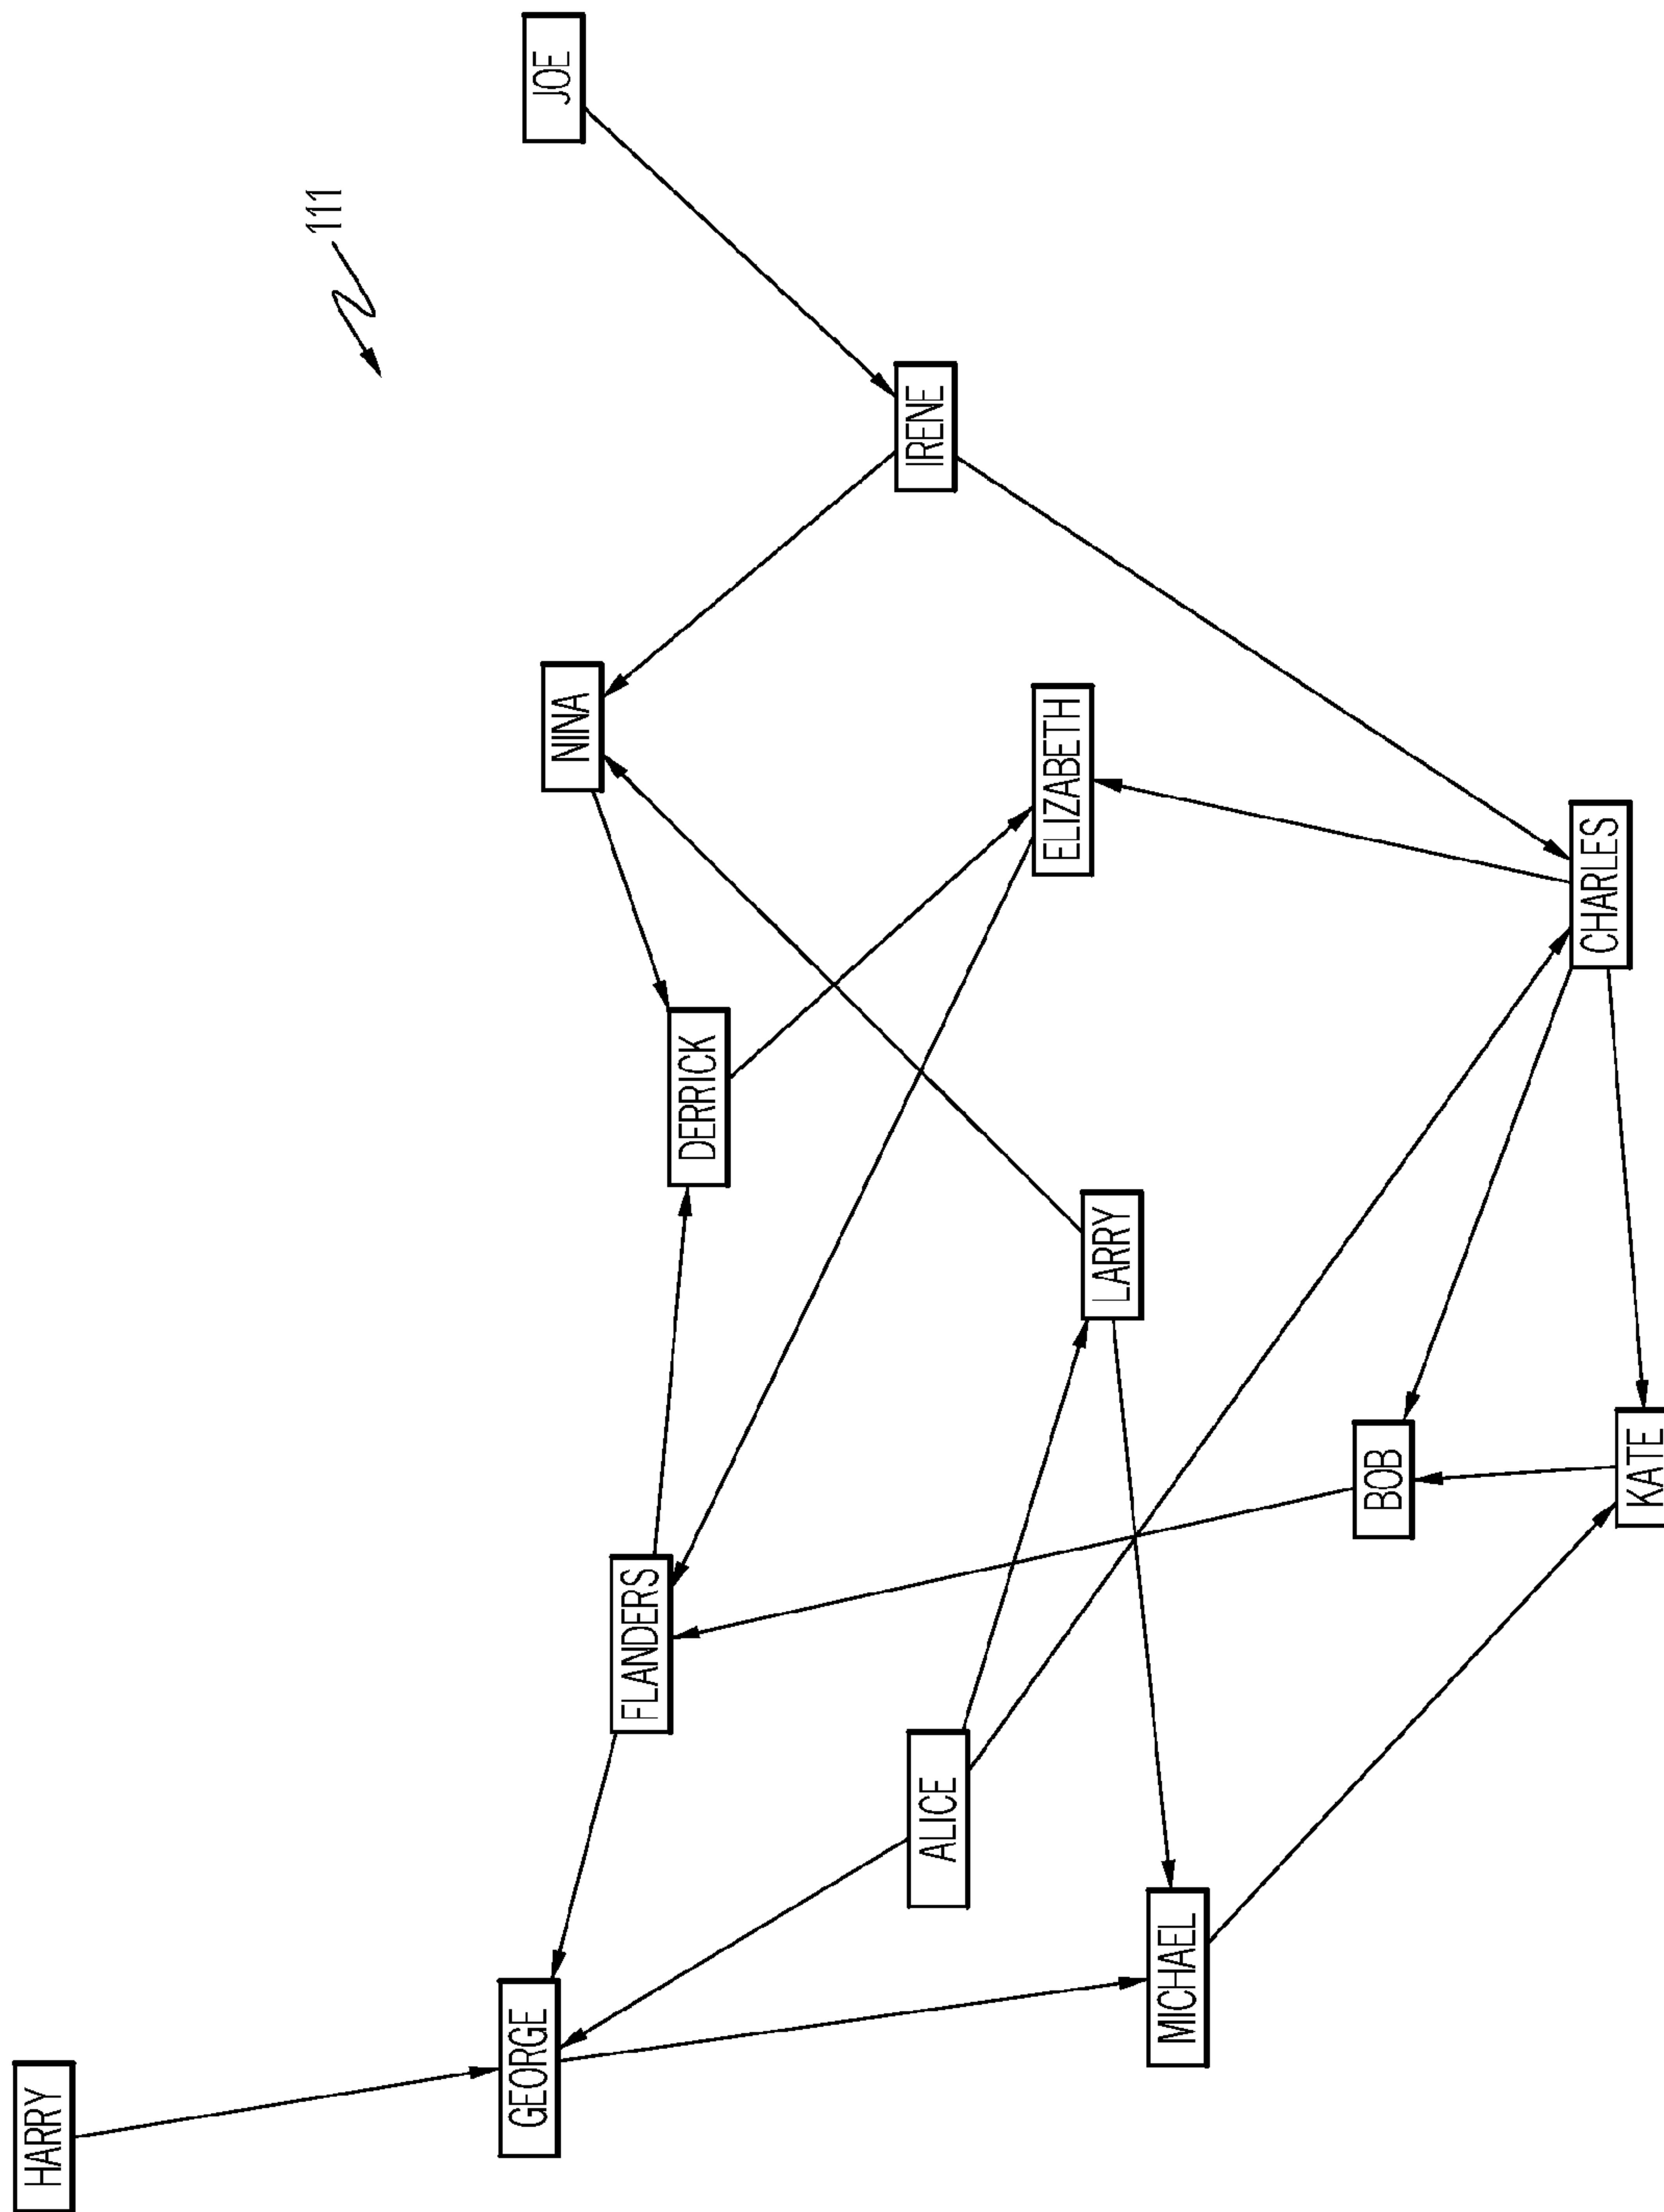 HARRY
GEORGE
FLANDERS
DERRICK
NINA
JOE
111
ALICE
IRENE
MICHAEL
LARRY
ELIZABETH
BOB
KATE
CHARLES